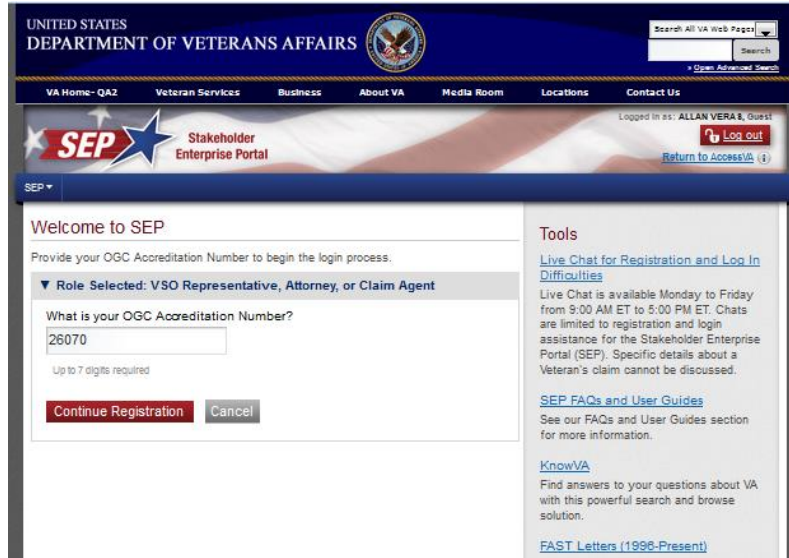 UNITED STATES
DEPARTMENT OF VETERANS AFFAIRS
Search All VA Web Pages
Search
» Open Advanced Search
VA Home- QA2 Veteran Services Business About VA Media Room Locations Contact Us
Logged in as: ALLAN VERA 8, Guest
SEP Stakeholder
Enterprise Portal
Log out
Return to AccessVA
SEP ▾
Welcome to SEP
Provide your OGC Accreditation Number to begin the login process.
▼ Role Selected: VSO Representative, Attorney, or Claim Agent
What is your OGC Accreditation Number?
26070
Up to 7 digits required
Continue Registration Cancel
Tools
Live Chat for Registration and Log In
Difficulties
Live Chat is available Monday to Friday
from 9:00 AM ET to 5:00 PM ET. Chats
are limited to registration and login
assistance for the Stakeholder Enterprise
Portal (SEP). Specific details about a
Veteran's claim cannot be discussed.
SEP FAQs and User Guides
See our FAQs and User Guides section
for more information.
KnowVA
Find answers to your questions about VA
with this powerful search and browse
solution.
FAST Letters (1996-Present)